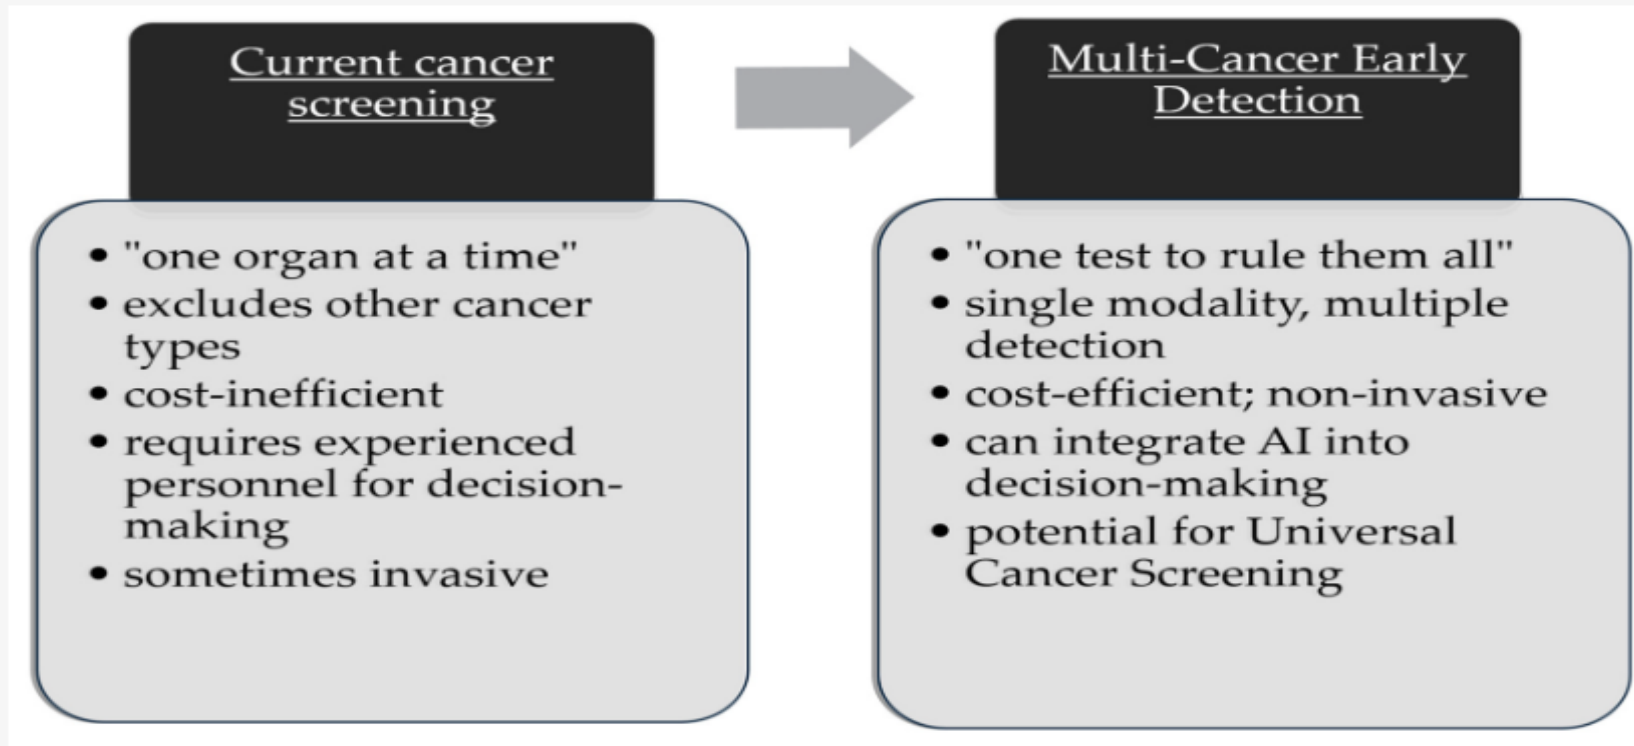 Current cancer
screening
• "one organ at a time"
• excludes other cancer
types
• cost-inefficient
• requires experienced
personnel for decision-
making
• sometimes invasive
Multi-Cancer Early
Detection
• "one test to rule them all"
• single modality, multiple
detection
• cost-efficient; non-invasive
• can integrate AI into
decision-making
• potential for Universal
Cancer Screening